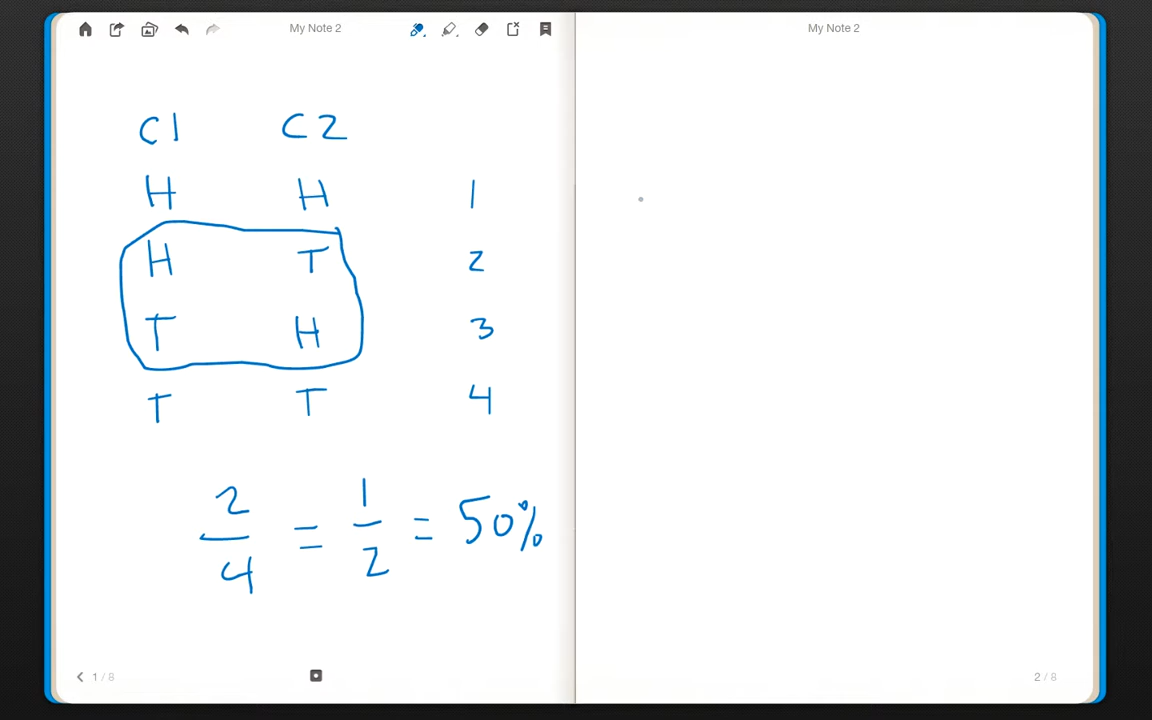 My Note 2
My Note 2
C1 C2
H H 1
H T 2
T H 3
T T 4
2/4 = 1/2 = 50%
1 / 8
2 / 8